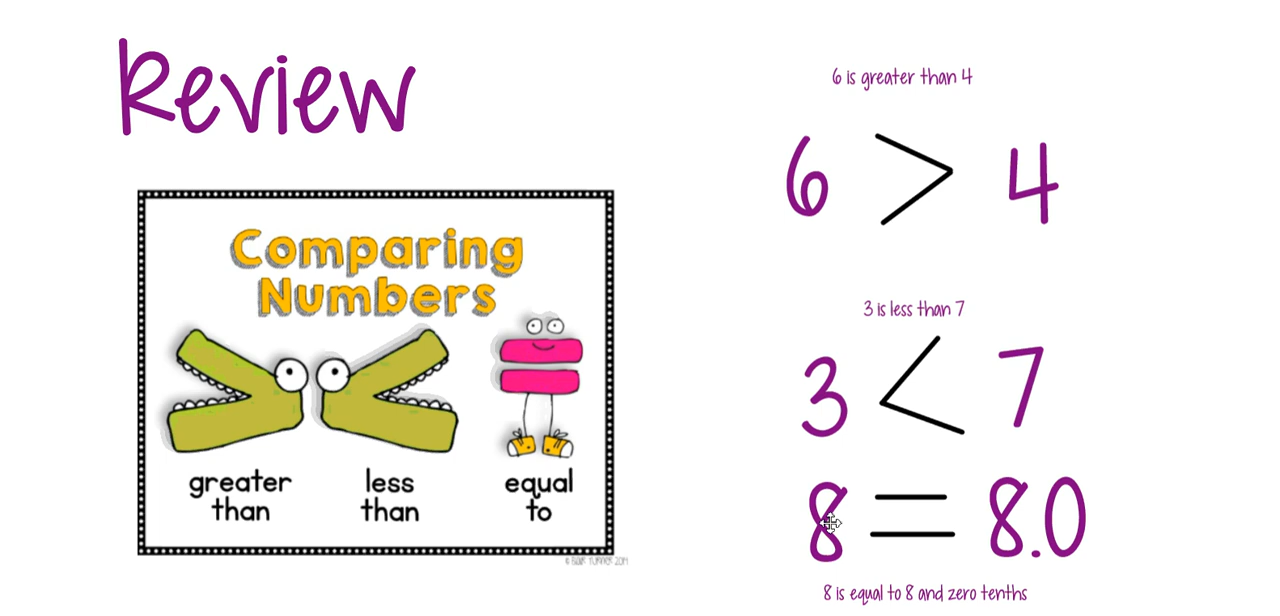 Review
Comparing
Numbers
greater
than
less
than
equal
to
6 is greater than 4
6 > 4
3 is less than 7
3 < 7
8 = 8.0
8 is equal to 8 and zero tenths